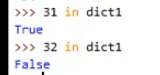 >>> 31 in dict1
True
>>> 32 in dict1
False